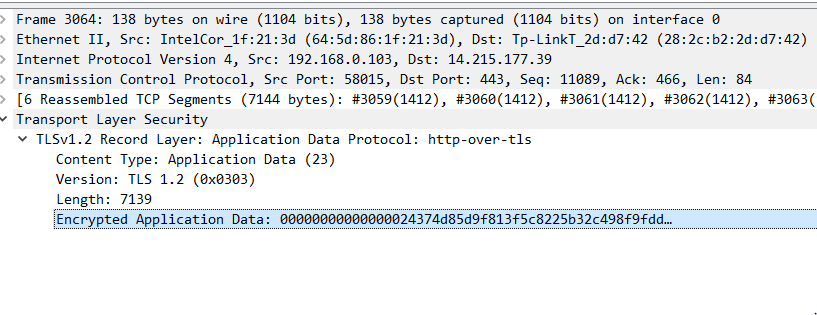 Frame 3064: 138 bytes on wire (1104 bits), 138 bytes captured (1104 bits) on interface 0
Ethernet II, Src: IntelCor_1f:21:3d (64:5d:86:1f:21:3d), Dst: Tp-LinkT_2d:d7:42 (28:2c:b2:2d:d7:42)
Internet Protocol Version 4, Src: 192.168.0.103, Dst: 14.215.177.39
Transmission Control Protocol, Src Port: 58015, Dst Port: 443, Seq: 11089, Ack: 466, Len: 84
[6 Reassembled TCP Segments (7144 bytes): #3059(1412), #3060(1412), #3061(1412), #3062(1412), #3063(
Transport Layer Security
TLSv1.2 Record Layer: Application Data Protocol: http-over-tls
Content Type: Application Data (23)
Version: TLS 1.2 (0x0303)
Length: 7139
Encrypted Application Data: 00000000000000024374d85d9f813f5c8225b32c498f9fdd…